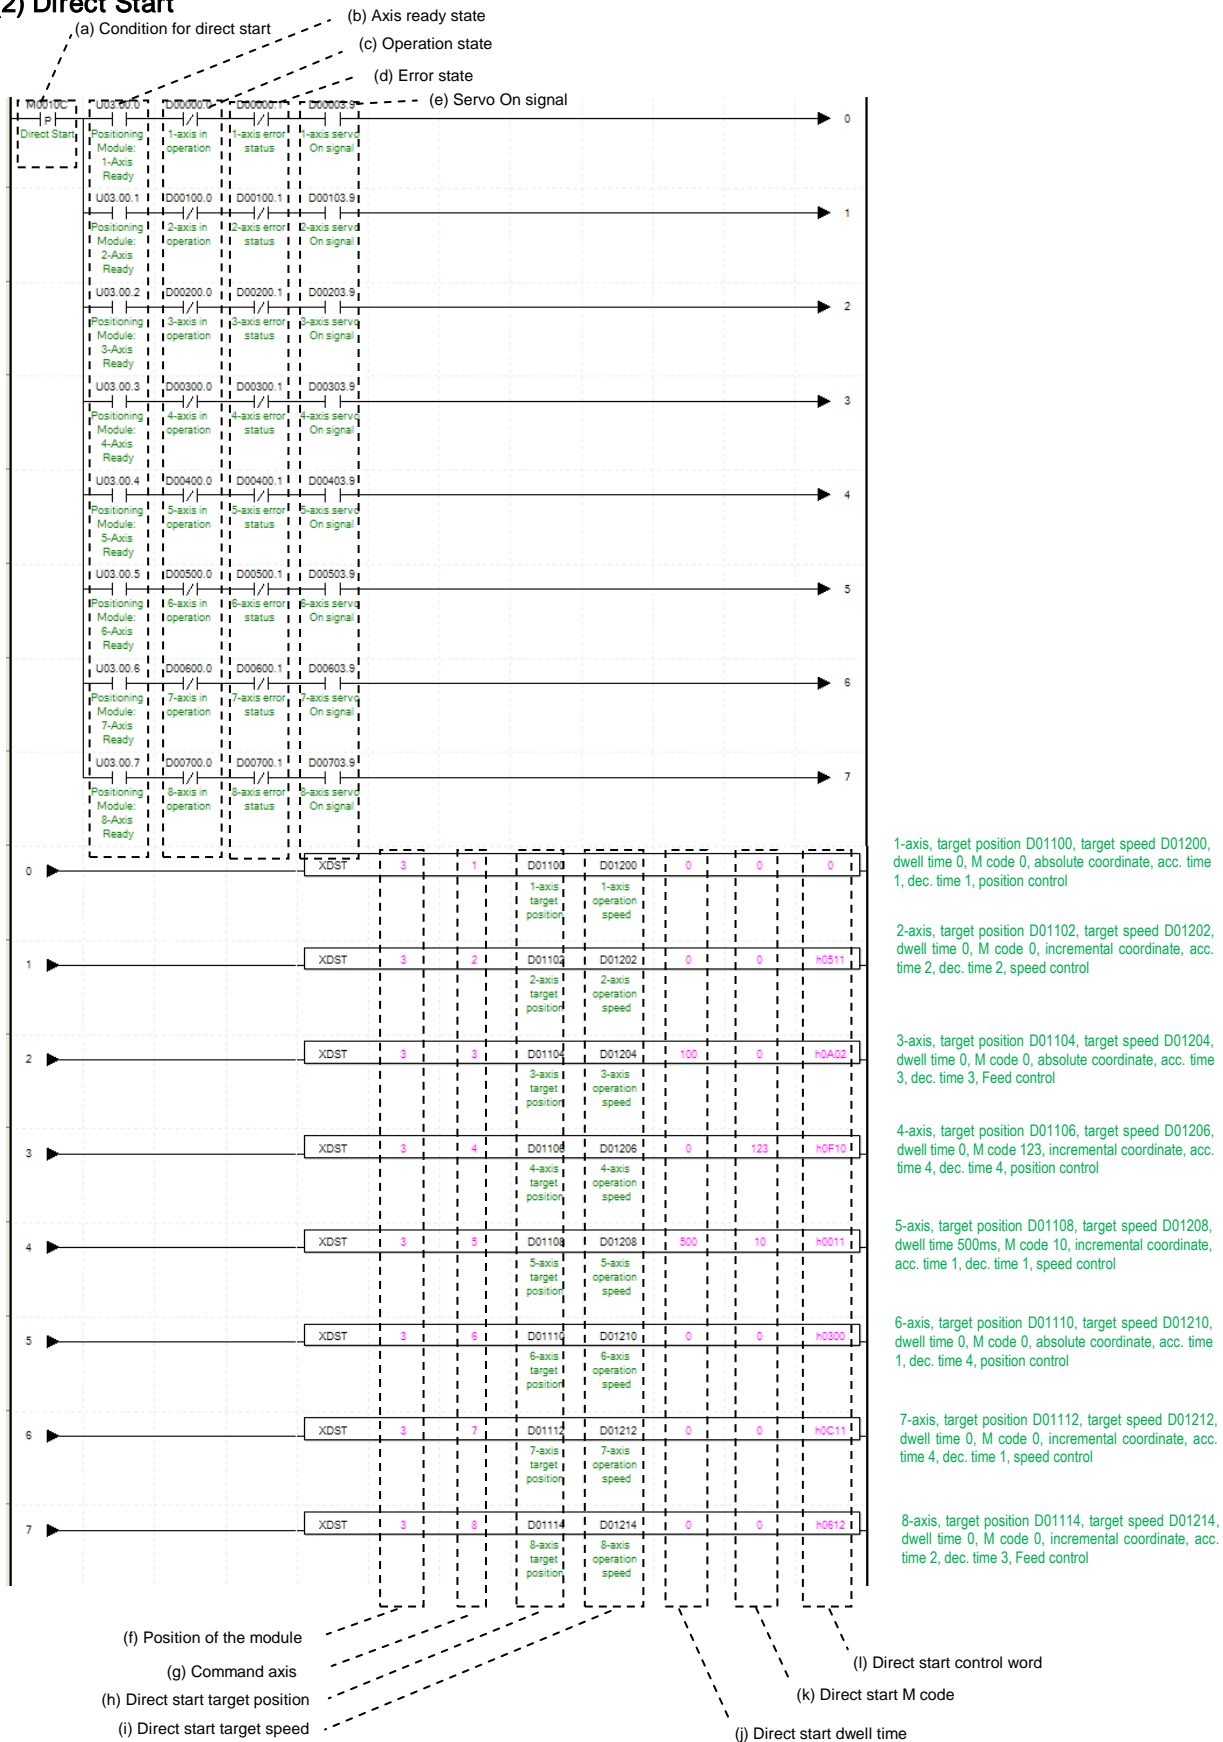 2) Direct Start
(b) Axis ready state
(a) Condition for direct start
(c) Operation state
(d) Error state
(e) Servo On signal
M0010C U03.00.0 D00000.0 D00000.1 D00003.9
P
0
Direct Start Positioning 1-axis in 1-axis error 1-axis servo
Module: operation status On signal
1-Axis
Ready
U03.00.1 D00100.0 D00100.1 D00103.9
1
Positioning 2-axis in 2-axis error 2-axis servo
Module: operation status On signal
2-Axis
Ready
U03.00.2 D00200.0 D00200.1 D00203.9
2
Positioning 3-axis in 3-axis error 3-axis servo
Module: operation status On signal
3-Axis
Ready
U03.00.3 D00300.0 D00300.1 D00303.9
3
Positioning 4-axis in 4-axis error 4-axis servo
Module: operation status On signal
4-Axis
Ready
U03.00.4 D00400.0 D00400.1 D00403.9
4
Positioning 5-axis in 5-axis error 5-axis servo
Module: operation status On signal
5-Axis
Ready
U03.00.5 D00500.0 D00500.1 D00503.9
5
Positioning 6-axis in 6-axis error 6-axis servo
Module: operation status On signal
6-Axis
Ready
U03.00.6 D00600.0 D00600.1 D00603.9
6
Positioning 7-axis in 7-axis error 7-axis servo
Module: operation status On signal
7-Axis
Ready
U03.00.7 D00700.0 D00700.1 D00703.9
7
Positioning 8-axis in 8-axis error 8-axis servo
Module: operation status On signal
8-Axis
Ready
0 XDST 3 1 D01100 D01200 0 0 0
1-axis 1-axis
target operation
position speed
1-axis, target position D01100, target speed D01200,
dwell time 0, M code 0, absolute coordinate, acc. time
1, dec. time 1, position control
1 XDST 3 2 D01102 D01202 0 0 h0511
2-axis 2-axis
target operation
position speed
2-axis, target position D01102, target speed D01202,
dwell time 0, M code 0, incremental coordinate, acc.
time 2, dec. time 2, speed control
2 XDST 3 3 D01104 D01204 100 0 h0A02
3-axis 3-axis
target operation
position speed
3-axis, target position D01104, target speed D01204,
dwell time 0, M code 0, absolute coordinate, acc. time
3, dec. time 3, Feed control
3 XDST 3 4 D01106 D01206 0 123 h0F10
4-axis 4-axis
target operation
position speed
4-axis, target position D01106, target speed D01206,
dwell time 0, M code 123, incremental coordinate, acc.
time 4, dec. time 4, position control
4 XDST 3 5 D01108 D01208 500 10 h0011
5-axis 5-axis
target operation
position speed
5-axis, target position D01108, target speed D01208,
dwell time 500ms, M code 10, incremental coordinate,
acc. time 1, dec. time 1, speed control
5 XDST 3 6 D01110 D01210 0 0 h0300
6-axis 6-axis
target operation
position speed
6-axis, target position D01110, target speed D01210,
dwell time 0, M code 0, absolute coordinate, acc. time
1, dec. time 4, position control
6 XDST 3 7 D01112 D01212 0 0 h0C11
7-axis 7-axis
target operation
position speed
7-axis, target position D01112, target speed D01212,
dwell time 0, M code 0, incremental coordinate, acc.
time 4, dec. time 1, speed control
7 XDST 3 8 D01114 D01214 0 0 h0612
8-axis 8-axis
target operation
position speed
8-axis, target position D01114, target speed D01214,
dwell time 0, M code 0, incremental coordinate, acc.
time 2, dec. time 3, Feed control
(f) Position of the module
(g) Command axis
(h) Direct start target position
(i) Direct start target speed
(l) Direct start control word
(k) Direct start M code
(j) Direct start dwell time